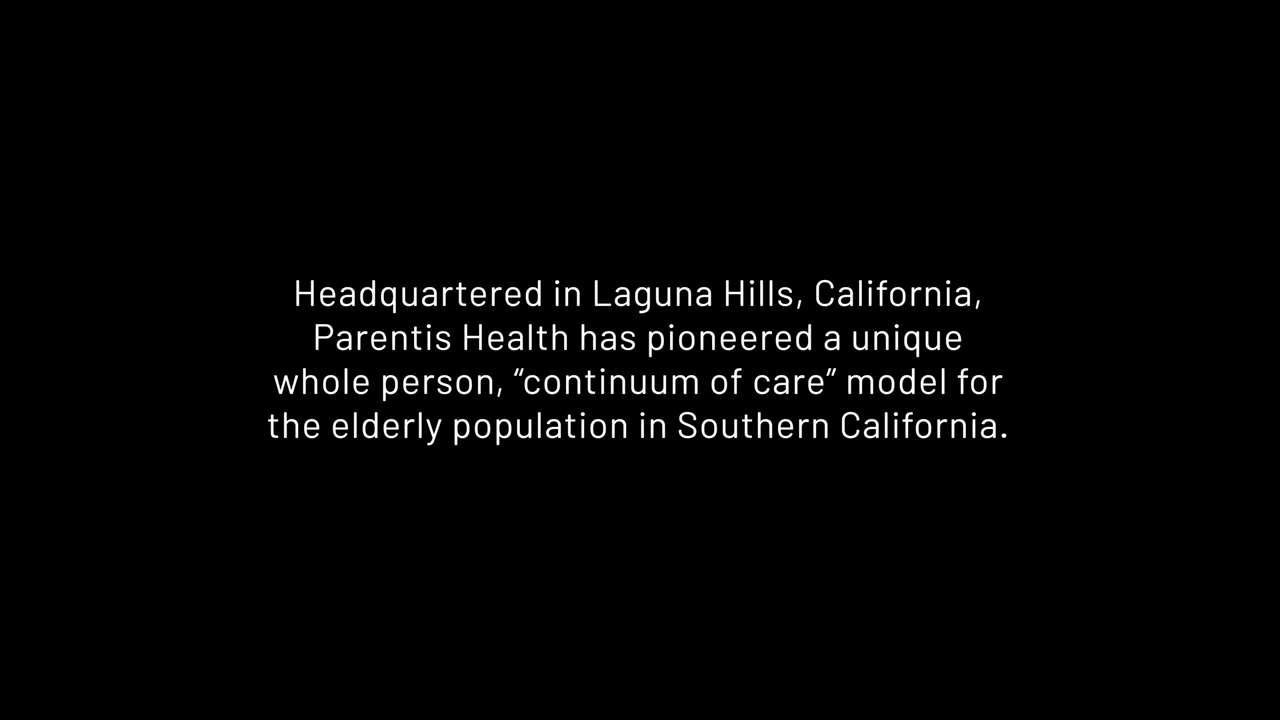 Headquartered in Laguna Hills, California,
Parentis Health has pioneered a unique
whole person, “continuum of care” model for
the elderly population in Southern California.